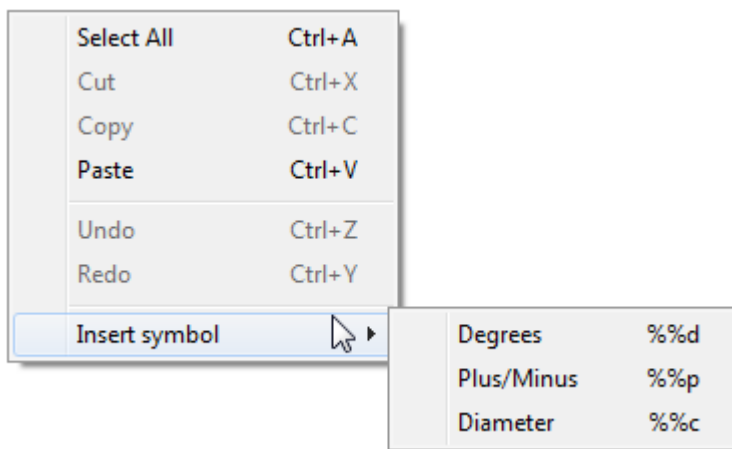 Select All Ctrl+A
Cut Ctrl+X
Copy Ctrl+C
Paste Ctrl+V
Undo Ctrl+Z
Redo Ctrl+Y
Insert symbol
Degrees %%d
Plus/Minus %%p
Diameter %%c